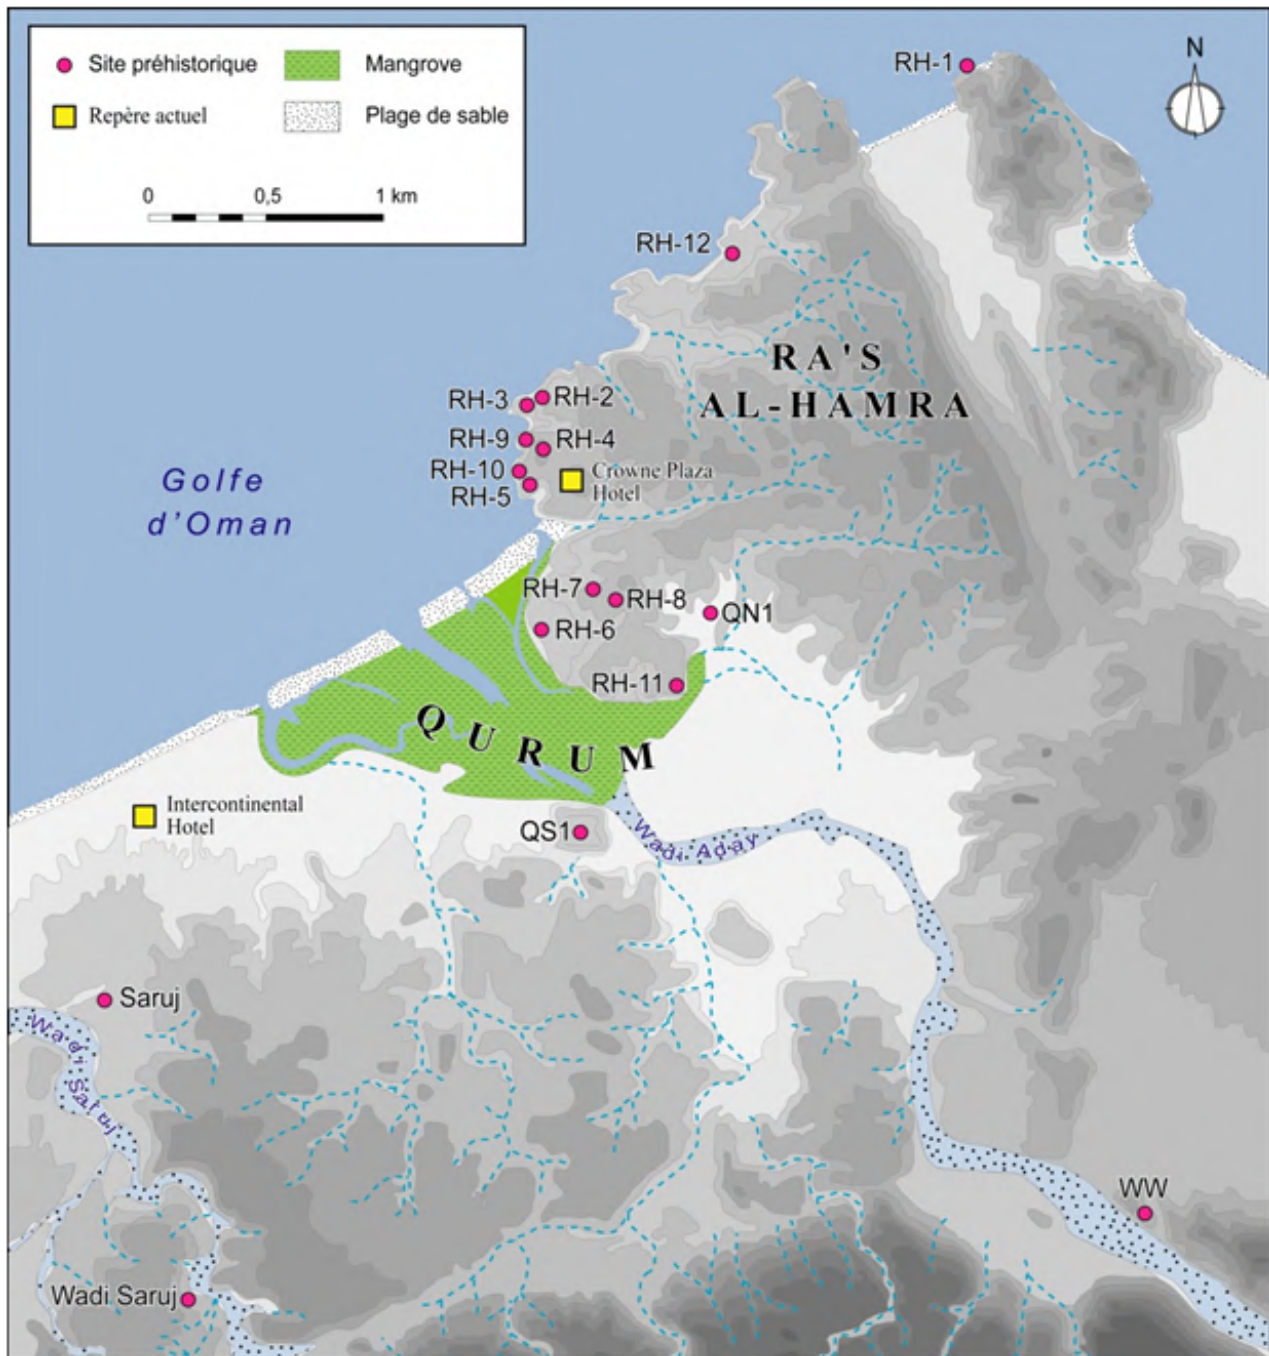 Site préhistorique
Mangrove
Repère actuel
Plage de sable
0 0,5 1 km
N
RH-1
RH-12
RA'S
AL-HAMRA
RH-3
RH-2
RH-9
RH-4
RH-10
RH-5
Crowne Plaza
Hotel
Golfe
d'Oman
RH-7
RH-8
QN1
RH-6
RH-11
QURUM
Intercontinental
Hotel
QS1
Wadi Aday
Saruj
Wadi Saruj
WW
Wadi Saruj